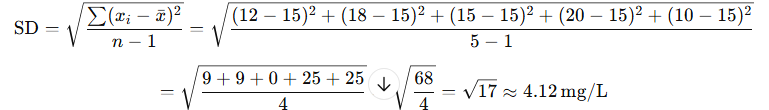 SD = √(∑(xᵢ − x̄)² / (n − 1)) = √(((12 − 15)² + (18 − 15)² + (15 − 15)² + (20 − 15)² + (10 − 15)²) / (5 − 1))
= √((9 + 9 + 0 + 25 + 25) / 4) ↓ √(68 / 4) = √17 ≈ 4.12 mg/L